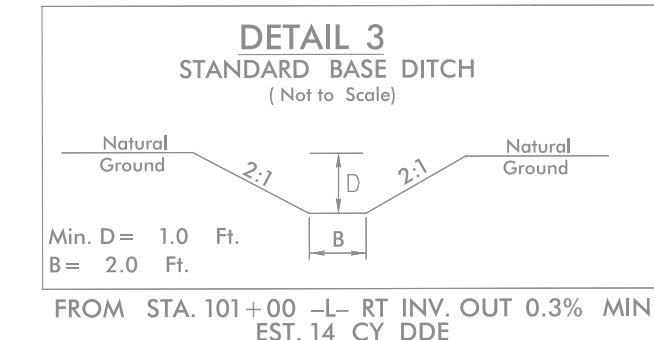 DETAIL 3
STANDARD BASE DITCH
( Not to Scale)
Natural
Ground
2:1
D
2:1
Natural
Ground
Min. D = 1.0 Ft.
B = 2.0 Ft.
B
FROM STA. 101+00 -L- RT INV. OUT 0.3% MIN
EST. 14 CY DDE